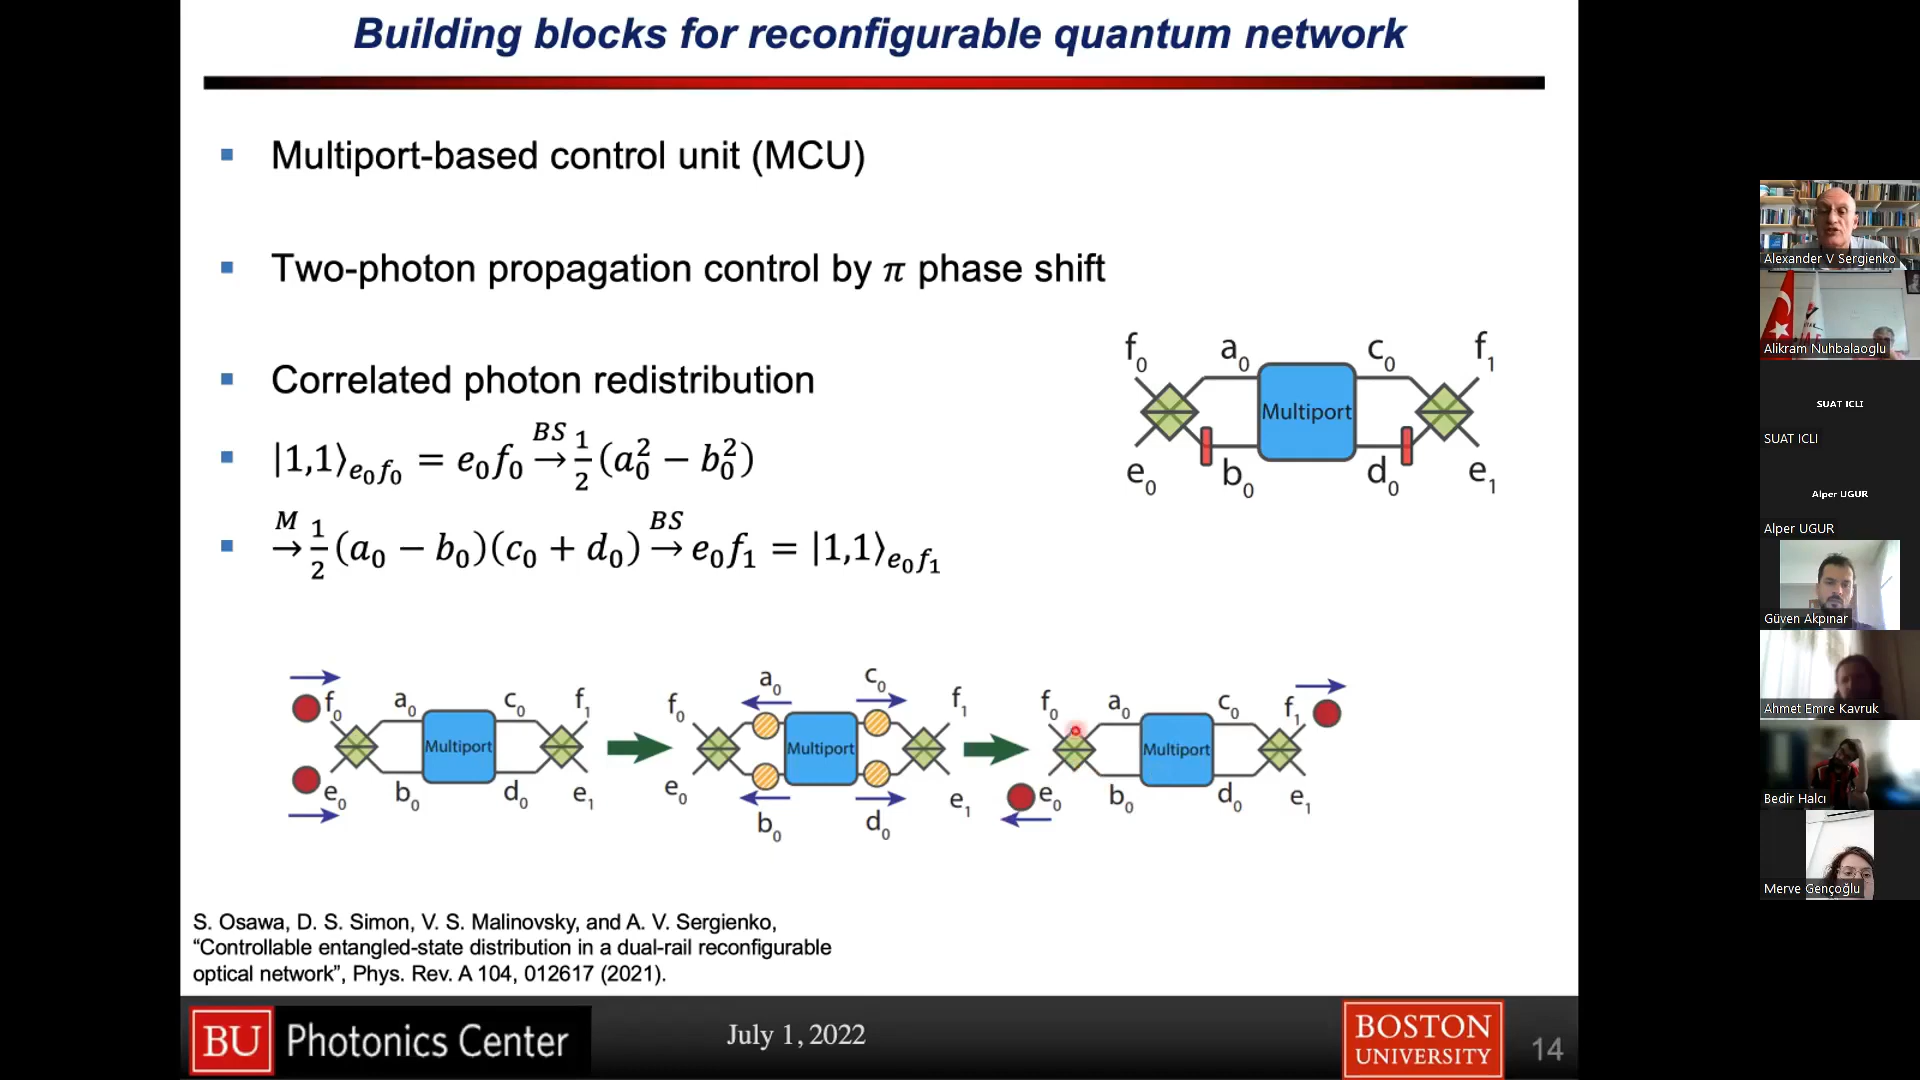 Building blocks for reconfigurable quantum network
▪ Multiport-based control unit (MCU)
▪ Two-photon propagation control by π phase shift
▪ Correlated photon redistribution
▪ |1,1⟩e₀f₀ = e₀f₀ →^BS 1/2 (a₀² − b₀²)
▪ →^M 1/2 (a₀ − b₀)(c₀ + d₀) →^BS e₀f₁ = |1,1⟩e₀f₁
f₀ a₀ c₀ f₁
Multiport
e₀ b₀ d₀ e₁
f₀ a₀ c₀ f₁
Multiport
e₀ b₀ d₀ e₁
f₀ a₀ c₀ f₁
Multiport
e₀ b₀ d₀ e₁
f₀ a₀ c₀ f₁
Multiport
e₀ b₀ d₀ e₁
S. Osawa, D. S. Simon, V. S. Malinovsky, and A. V. Sergienko,
“Controllable entangled-state distribution in a dual-rail reconfigurable
optical network”, Phys. Rev. A 104, 012617 (2021).
BU Photonics Center
July 1, 2022
BOSTON
UNIVERSITY
14
Alexander V Sergienko
Alikram Nuhbalaoglu
SUAT ICLI
SUAT ICLI
Alper UGUR
Alper UGUR
Güven Akpınar
Ahmet Emre Kavruk
Bedir Halcı
Merve Gençoğlu